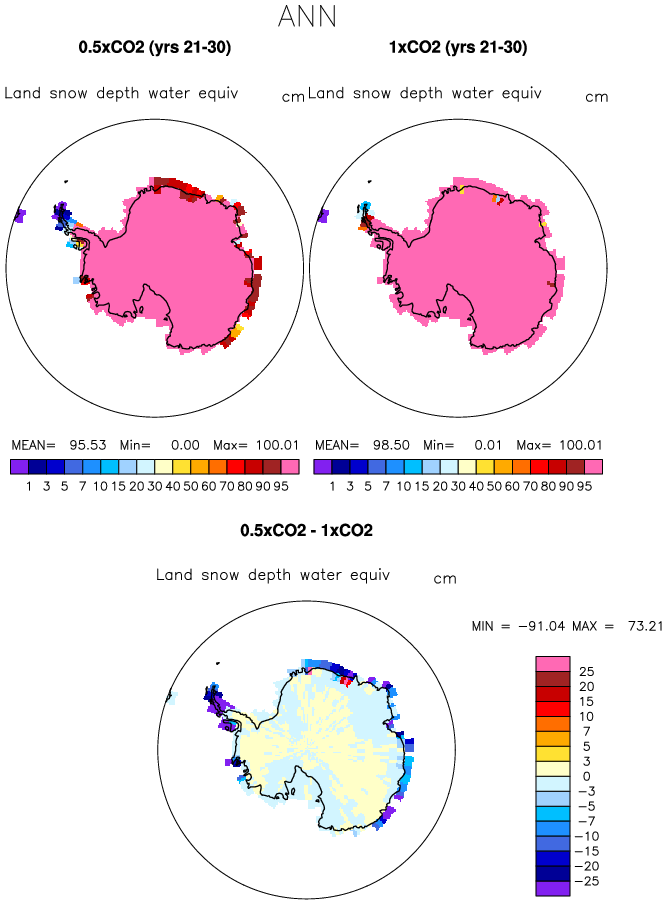 ANN
0.5xCO2 (yrs 21-30) 1xCO2 (yrs 21-30)
Land snow depth water equiv cm Land snow depth water equiv cm
MEAN= 95.53 Min= 0.00 Max= 100.01 MEAN= 98.50 Min= 0.01 Max= 100.01
1 3 5 7 10 15 20 30 40 50 60 70 80 90 95 1 3 5 7 10 15 20 30 40 50 60 70 80 90 95
0.5xCO2 - 1xCO2
Land snow depth water equiv cm
MIN = −91.04 MAX = 73.21
25
20
15
10
7
5
3
0
−3
−5
−7
−10
−15
−20
−25